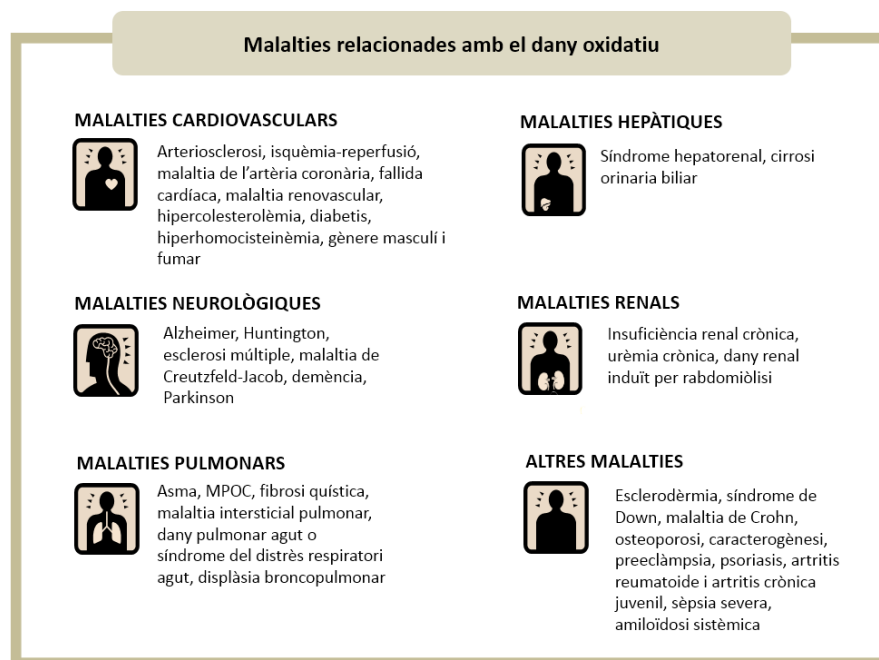 Malalties relacionades amb el dany oxidatiu
MALALTIES CARDIOVASCULARS
Arteriosclerosi, isquèmia-reperfusió,
malaltia de l'artèria coronària, fallida
cardíaca, malaltia renovascular,
hipercolesterolèmia, diabetis,
hiperhomocisteinèmia, gènere masculí i
fumar
MALALTIES HEPÀTIQUES
Síndrome hepatorenal, cirrosi
orinaria biliar
MALALTIES NEUROLÒGIQUES
Alzheimer, Huntington,
esclerosi múltiple, malaltia de
Creutzfeld-Jacob, demència,
Parkinson
MALALTIES RENALS
Insuficiència renal crònica,
urèmia crònica, dany renal
induït per rabdomiòlisi
MALALTIES PULMONARS
Asma, MPOC, fibrosi quística,
malaltia intersticial pulmonar,
dany pulmonar agut o
síndrome del distrès respiratori
agut, displàsia broncopulmonar
ALTRES MALALTIES
Esclerodèrmia, síndrome de
Down, malaltia de Crohn,
osteoporosi, caracterogènesi,
preeclàmpsia, psoriasis, artritis
reumatoide i artritis crònica
juvenil, sèpsia severa,
amiloïdosi sistèmica